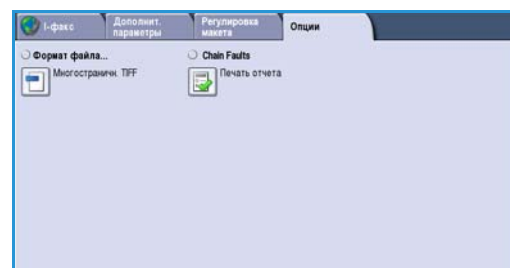 I-факс
Дополнит. параметры
Регулировка макета
Опции
Формат файла...
Многостраничн. TIFF
Chain Faults
Печать отчета